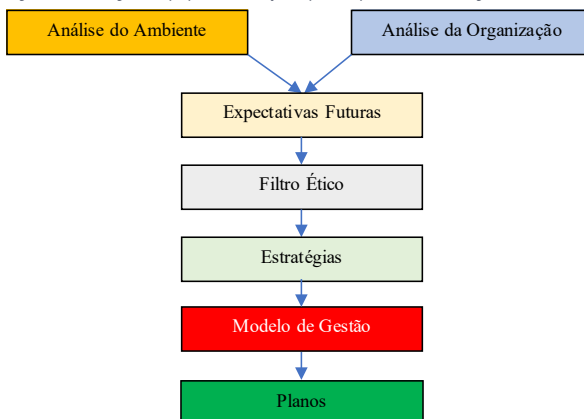 Análise do Ambiente
Análise da Organização
Expectativas Futuras
Filtro Ético
Estratégias
Modelo de Gestão
Planos